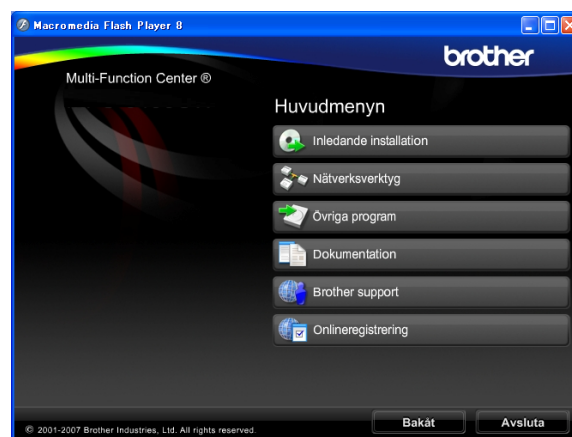 Macromedia Flash Player 8
brother
Multi-Function Center ®
Huvudmenyn
Inledande installation
Nätverksverktyg
Övriga program
Dokumentation
Brother support
Onlineregistrering
© 2001-2007 Brother Industries, Ltd. All rights reserved.
Bakåt
Avsluta